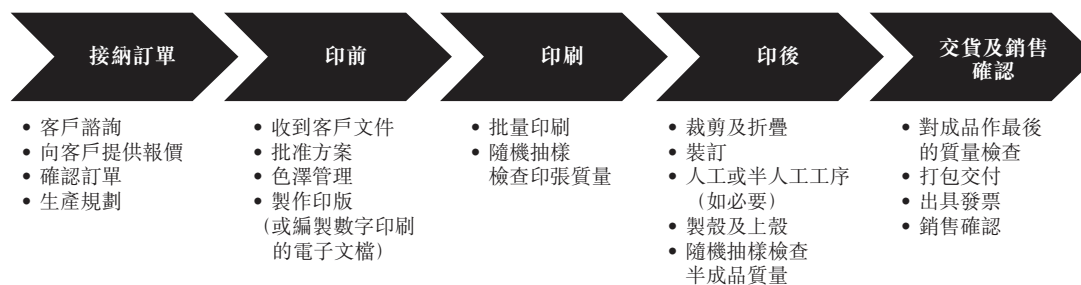 接納訂單
• 客戶諮詢
• 向客戶提供報價
• 確認訂單
• 生產規劃
印前
• 收到客戶文件
• 批准方案
• 色澤管理
• 製作印版
（或編製數字印刷
的電子文檔）
印刷
• 批量印刷
• 隨機抽樣
檢查印張質量
印後
• 裁剪及折疊
• 裝訂
• 人工或半人工工序
（如必要）
• 製殼及上殼
• 隨機抽樣檢查
半成品質量
交貨及銷售
確認
• 對成品作最後
的質量檢查
• 打包交付
• 出具發票
• 銷售確認